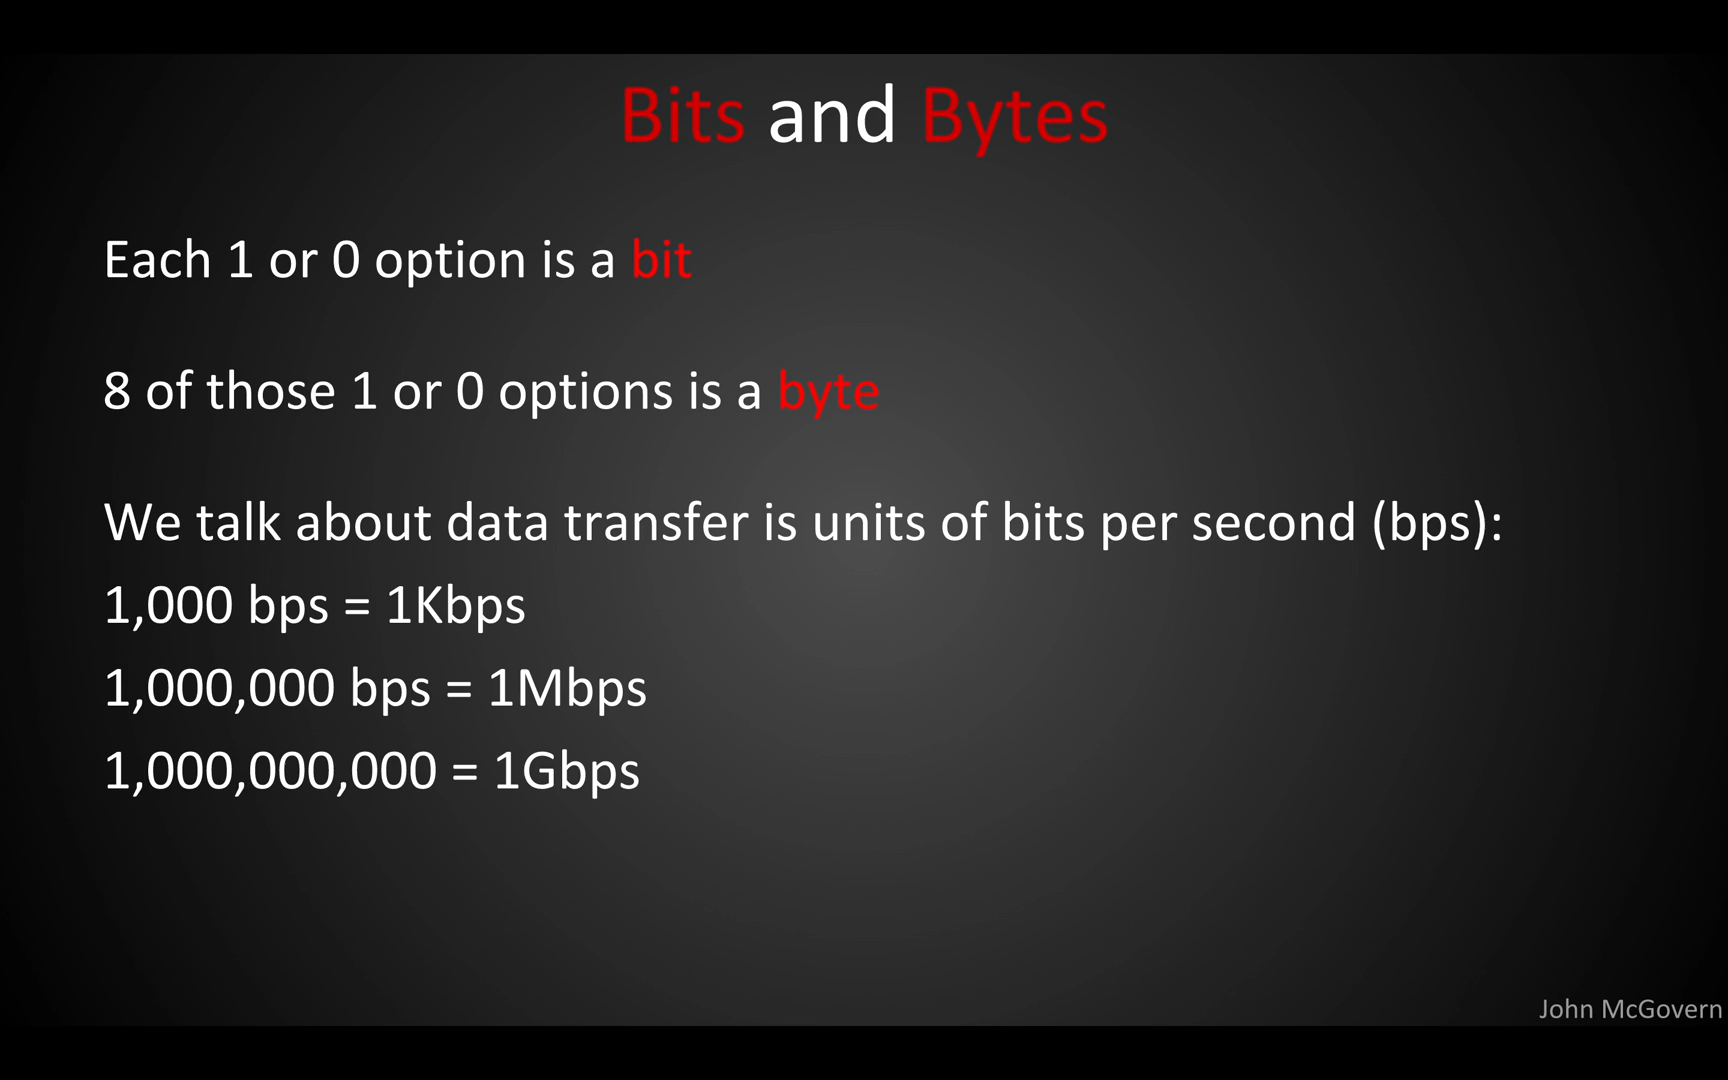 Bits and Bytes
Each 1 or 0 option is a bit
8 of those 1 or 0 options is a byte
We talk about data transfer is units of bits per second (bps):
1,000 bps = 1Kbps
1,000,000 bps = 1Mbps
1,000,000,000 = 1Gbps
John McGovern